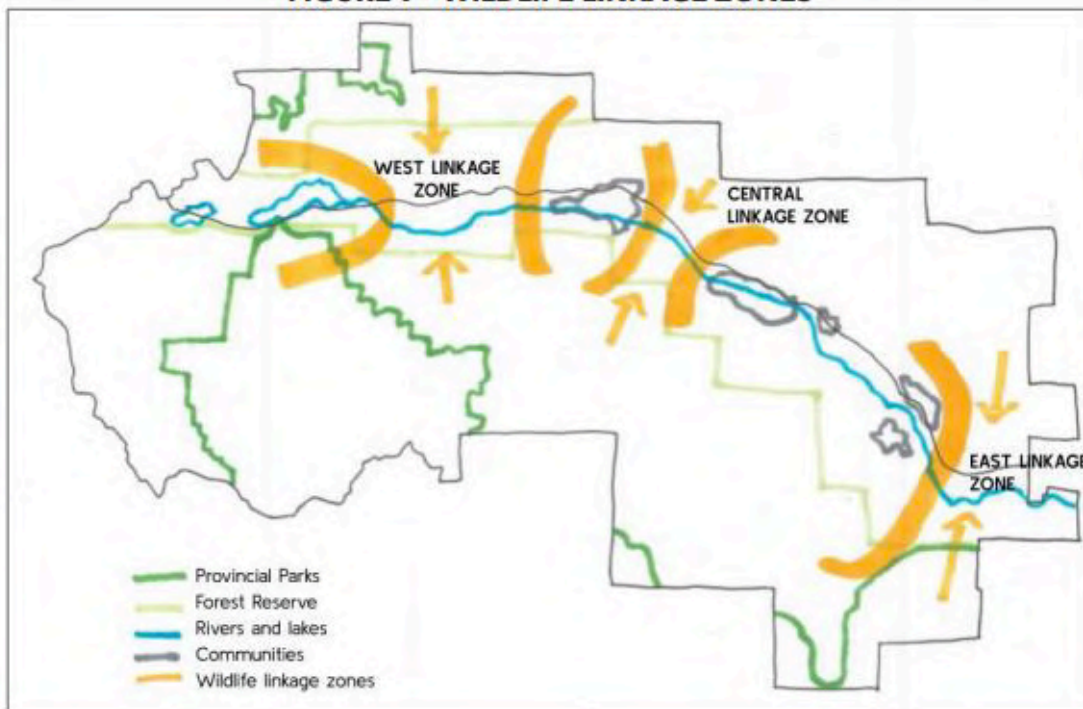 WEST LINKAGE
ZONE
CENTRAL
LINKAGE ZONE
EAST LINKAGE
ZONE
Provincial Parks
Forest Reserve
Rivers and lakes
Communities
Wildlife linkage zones